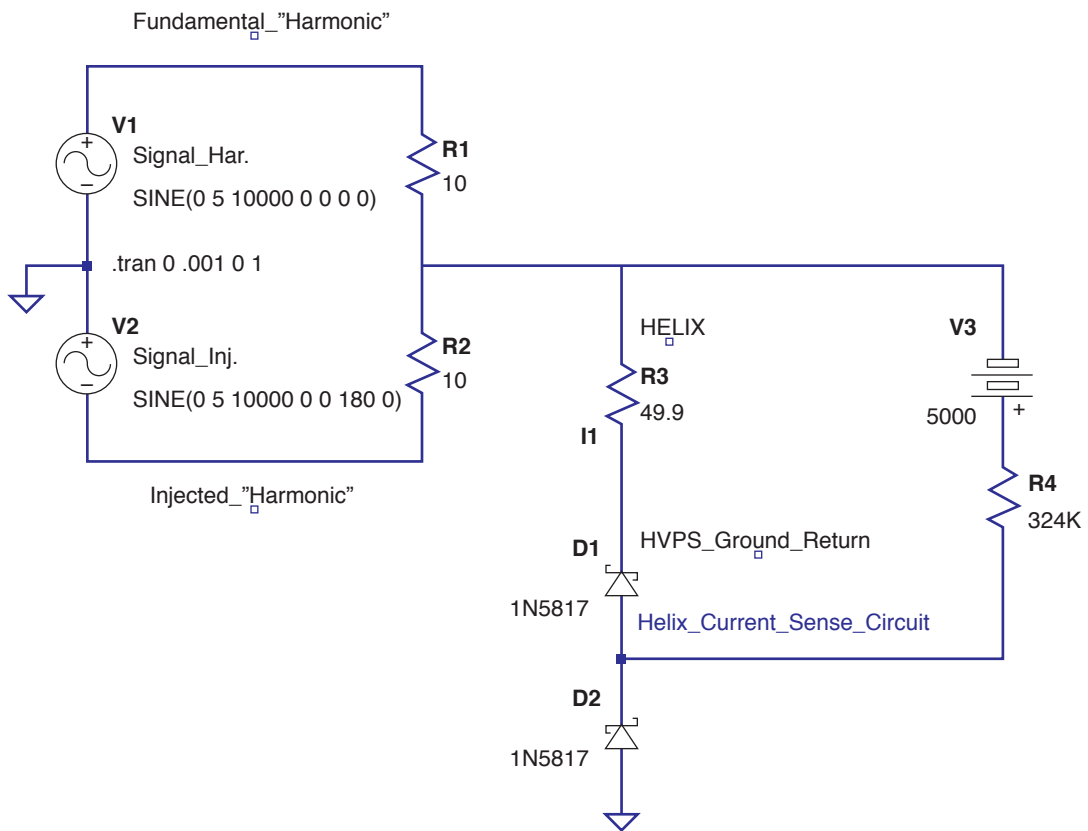 Fundamental_”Harmonic”
V1
+
Signal_Har.
–
SINE(0 5 10000 0 0 0 0)
R1
10
.tran 0 .001 0 1
V2
+
Signal_Inj.
–
SINE(0 5 10000 0 0 180 0)
R2
10
Injected_”Harmonic”
HELIX
R3
49.9
I1
V3
5000
+
R4
324K
D1
HVPS_Ground_Return
1N5817
Helix_Current_Sense_Circuit
D2
1N5817